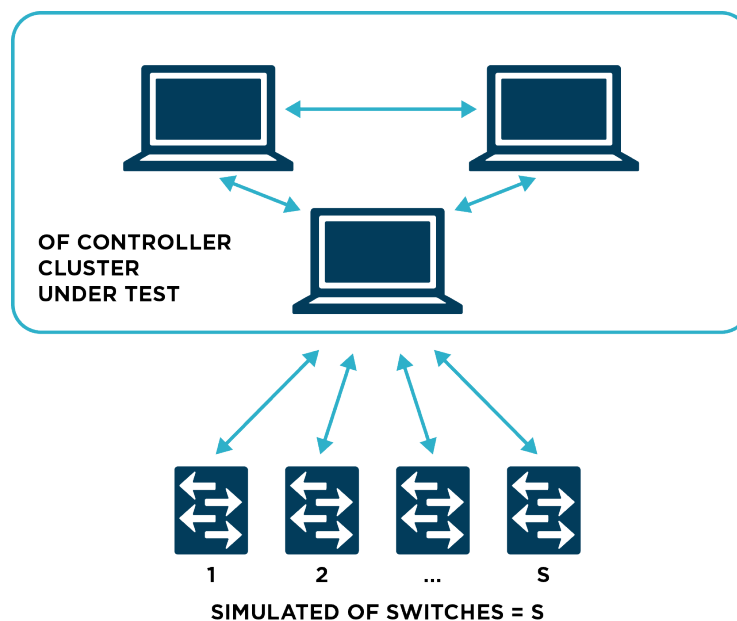 OF CONTROLLER
CLUSTER
UNDER TEST
1 2 ... S
SIMULATED OF SWITCHES = S